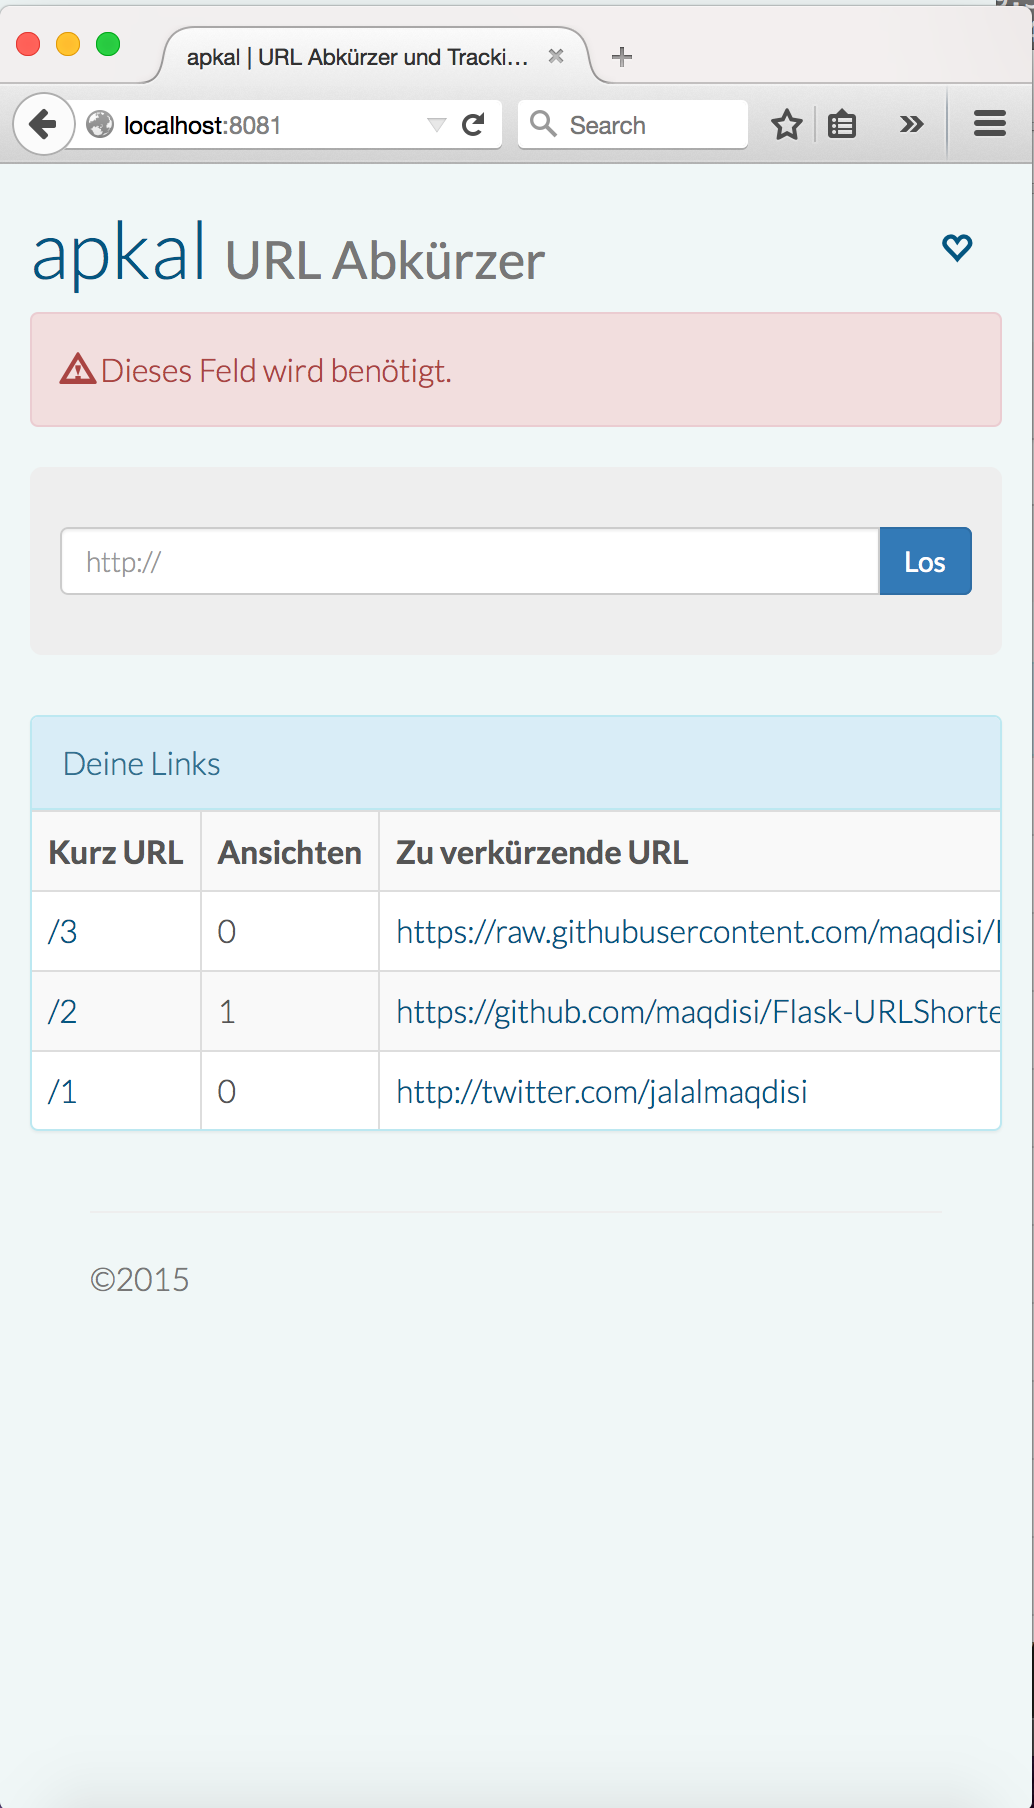 apkal | URL Abkürzer und Tracki...
localhost:8081
Search
apkal URL Abkürzer
Dieses Feld wird benötigt.
http://
Los
Deine Links
Kurz URL Ansichten Zu verkürzende URL
/3 0 https://raw.githubusercontent.com/maqdisi/
/2 1 https://github.com/maqdisi/Flask-URLShorte
/1 0 http://twitter.com/jalalmaqdisi
©2015